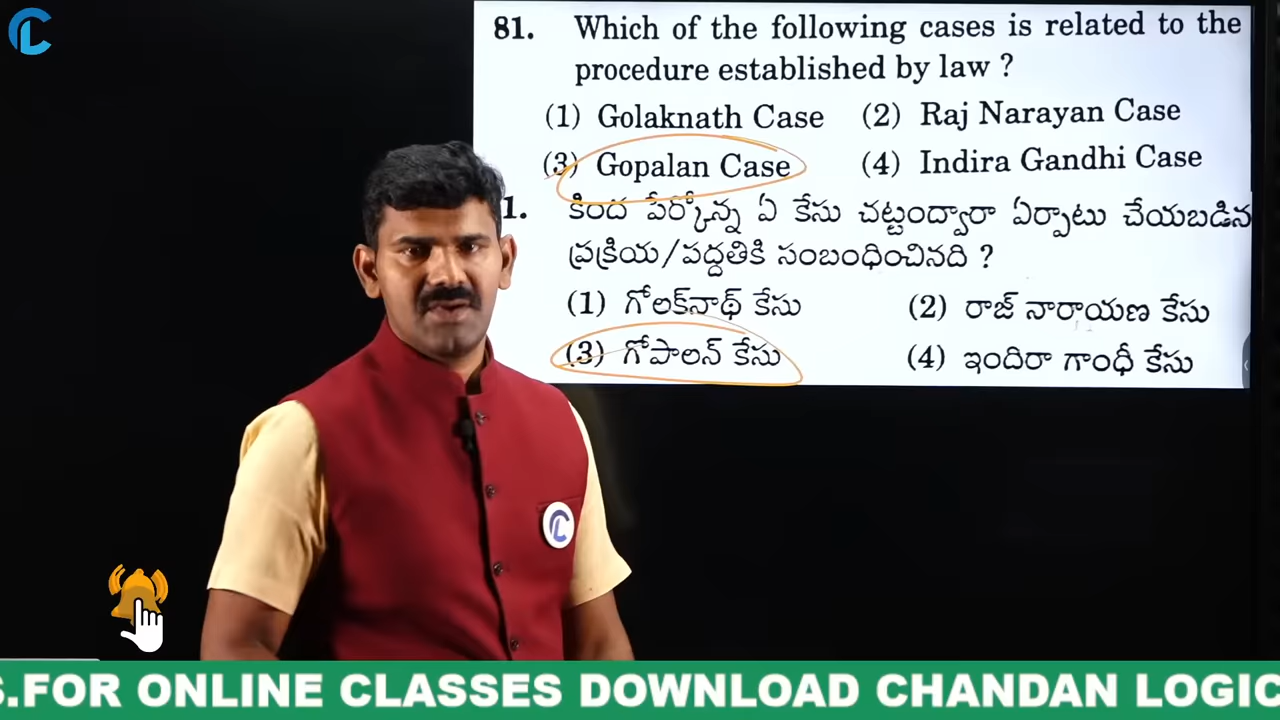 81. Which of the following cases is related to the
procedure established by law ?
(1) Golaknath Case (2) Raj Narayan Case
(3) Gopalan Case (4) Indira Gandhi Case
1. కింద పేర్కోన్న ఏ కేసు చట్టంద్వారా ఏర్పాటు చేయబడిన
ప్రక్రియ/పద్ధతికి సంబంధించినది ?
(1) గోలక్‌నాథ్ కేసు (2) రాజ్ నారాయణ కేసు
(3) గోపాలన్ కేసు (4) ఇందిరా గాంధీ కేసు
S.FOR ONLINE CLASSES DOWNLOAD CHANDAN LOGIC